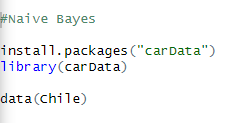 #Naive Bayes
install.packages("carData")
library(carData)
data(Chile)